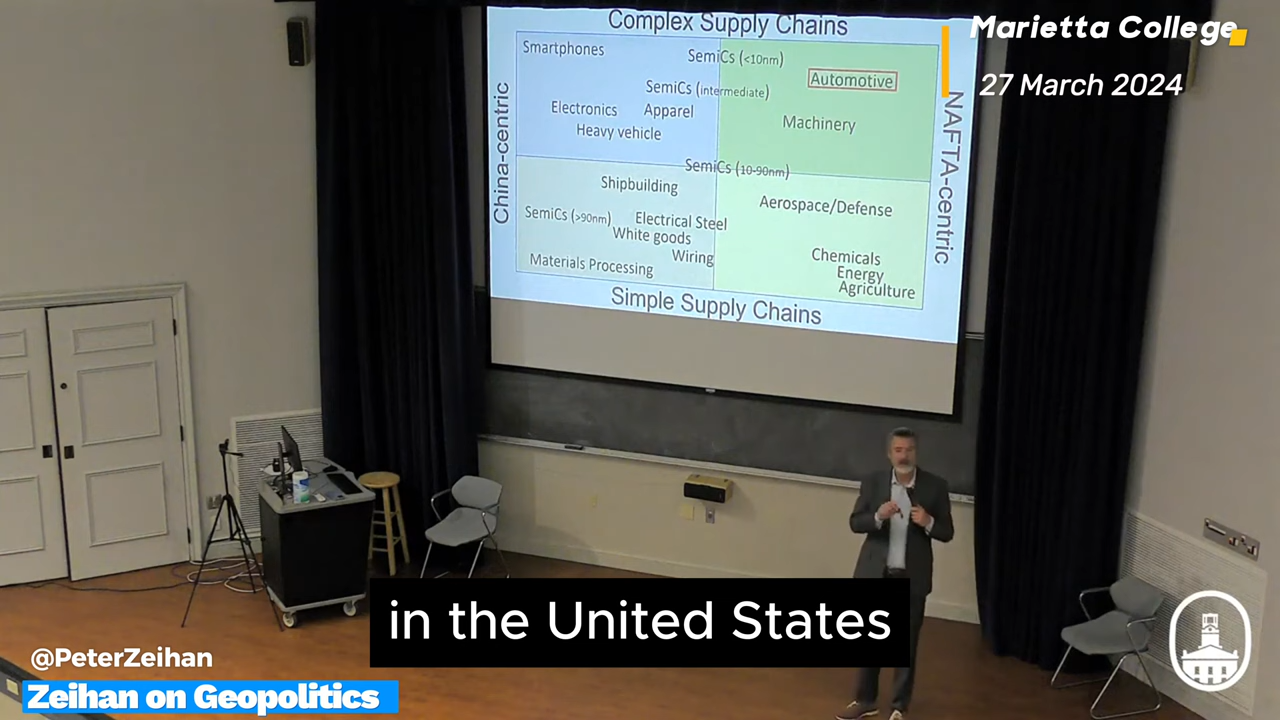 Complex Supply Chains
Marietta College
27 March 2024
Smartphones
SemiCs (<10nm)
Automotive
SemiCs (intermediate)
Electronics
Apparel
Machinery
Heavy vehicle
China-centric
NAFTA-centric
SemiCs (10-90nm)
Shipbuilding
Aerospace/Defense
SemiCs (>90nm)
Electrical Steel
White goods
Wiring
Chemicals
Materials Processing
Energy
Agriculture
Simple Supply Chains
in the United States
@PeterZeihan
Zeihan on Geopolitics